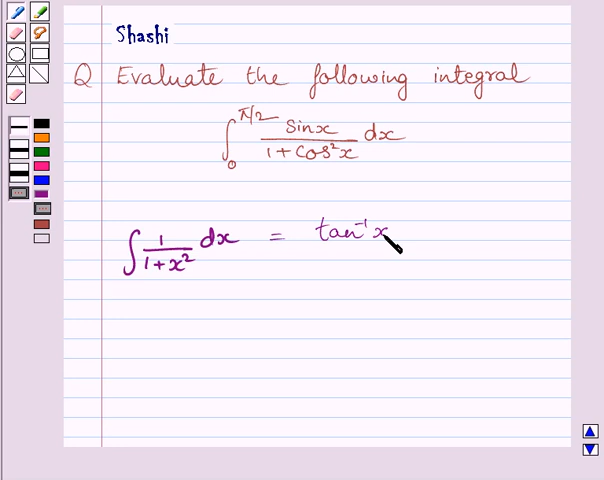 Shashi
Q Evaluate the following integral
∫₀^{π/2} sinx / (1 + cos²x) dx
∫ 1 / (1 + x²) dx = tan⁻¹x